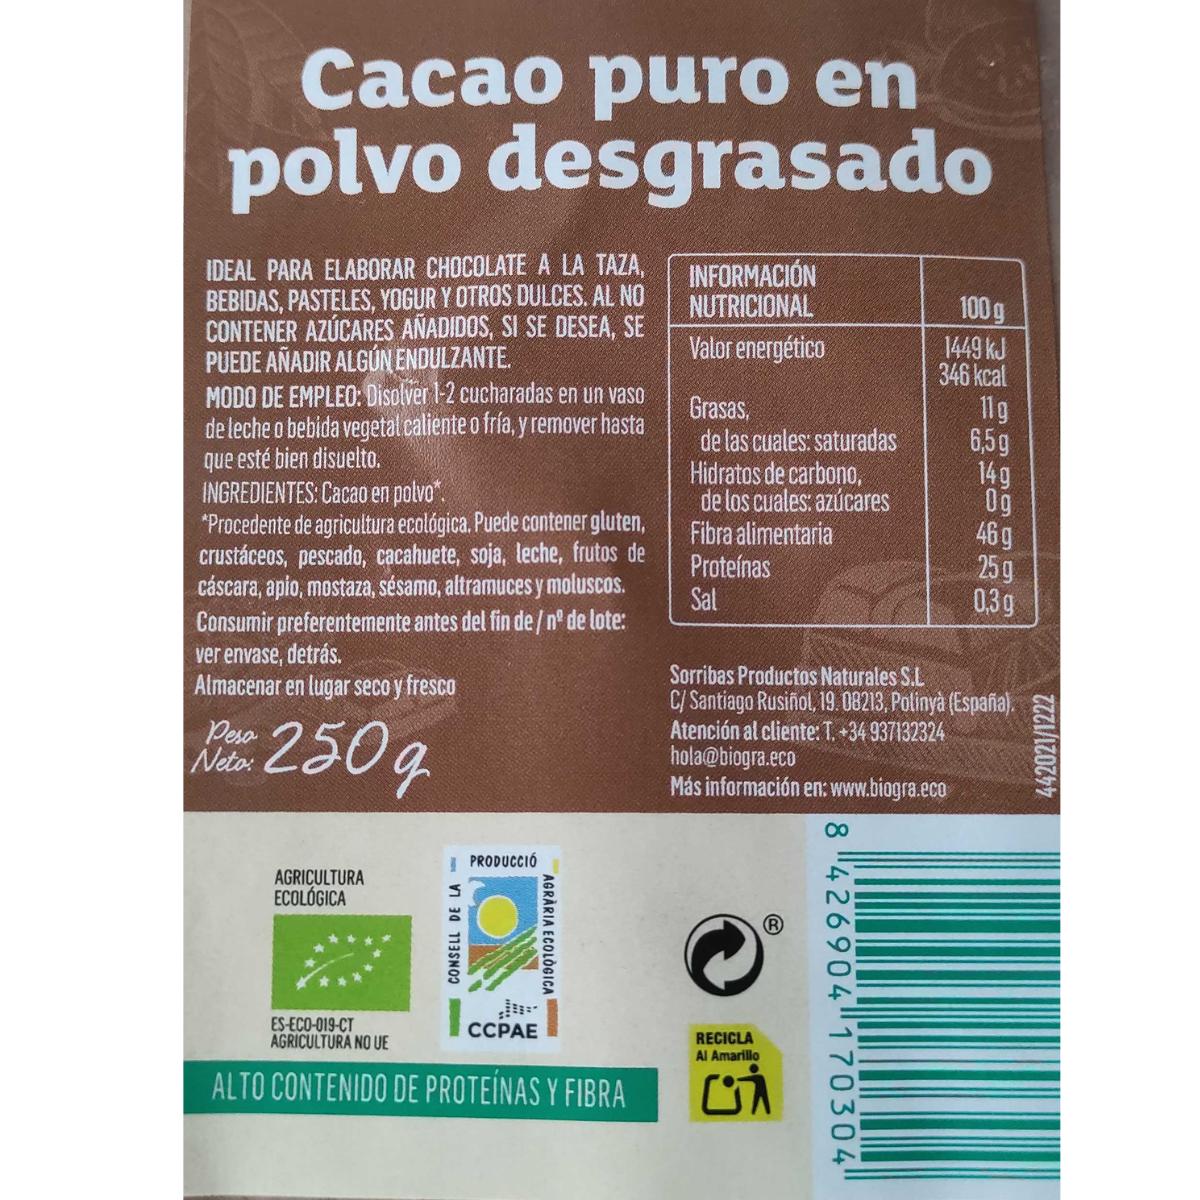 Cacao puro en
polvo desgrasado
IDEAL PARA ELABORAR CHOCOLATE A LA TAZA,
BEBIDAS, PASTELES, YOGUR Y OTROS DULCES. AL NO
CONTENER AZÚCARES AÑADIDOS, SI SE DESEA, SE
PUEDE AÑADIR ALGÚN ENDULZANTE.
MODO DE EMPLEO: Disolver 1-2 cucharadas en un vaso
de leche o bebida vegetal caliente o fría, y remover hasta
que esté bien disuelto.
INGREDIENTES: Cacao en polvo*.
*Procedente de agricultura ecológica. Puede contener gluten,
crustáceos, pescado, cacahuete, soja, leche, frutos de
cáscara, apio, mostaza, sésamo, altramuces y moluscos.
Consumir preferentemente antes del fin de / nº de lote:
ver envase, detrás.
Almacenar en lugar seco y fresco
Peso
Neto: 250g
INFORMACIÓN
NUTRICIONAL 100 g
Valor energético 1449 kJ
346 kcal
Grasas, 11 g
de las cuales: saturadas 6,5 g
Hidratos de carbono, 14 g
de los cuales: azúcares 0 g
Fibra alimentaria 46 g
Proteínas 25 g
Sal 0,3 g
Sorribas Productos Naturales S.L
C/ Santiago Rusiñol, 19. 08213, Polinyà (España).
Atención al cliente: T. +34 937132324
hola@biogra.eco
Más información en: www.biogra.eco
442021/1222
AGRICULTURA
ECOLÓGICA
ES-ECO-019-CT
AGRICULTURA NO UE
CONSELL DE LA
PRODUCCIÓ
AGRÀRIA ECOLÒGICA
CCPAE
®
RECICLA
Al Amarillo
ALTO CONTENIDO DE PROTEÍNAS Y FIBRA
8 426904 170304